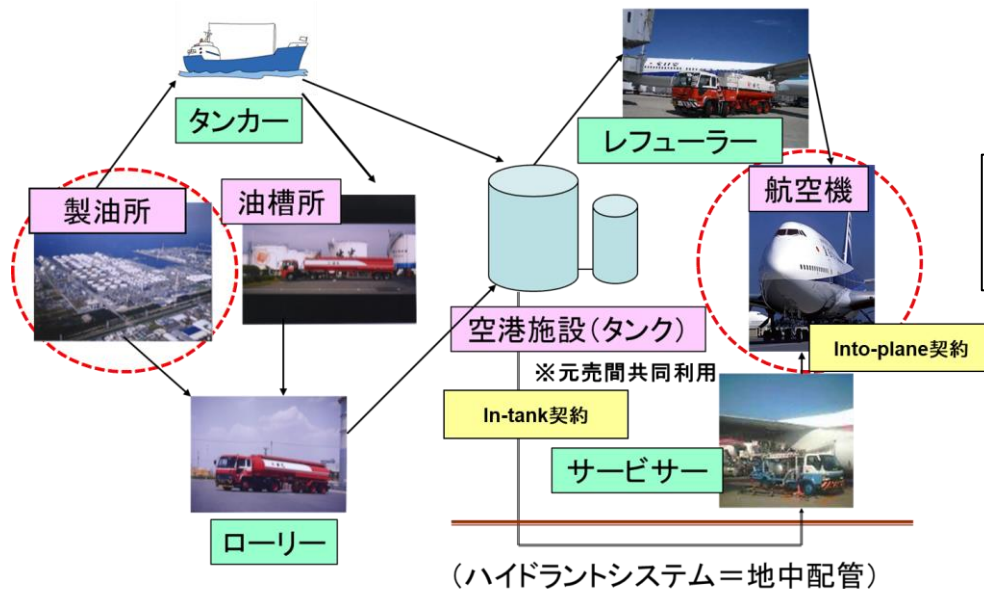 タンカー
レフューラー
製油所
油槽所
航空機
空港施設(タンク)
※元売間共同利用
Into-plane契約
In-tank契約
サービサー
ローリー
(ハイドラントシステム=地中配管)